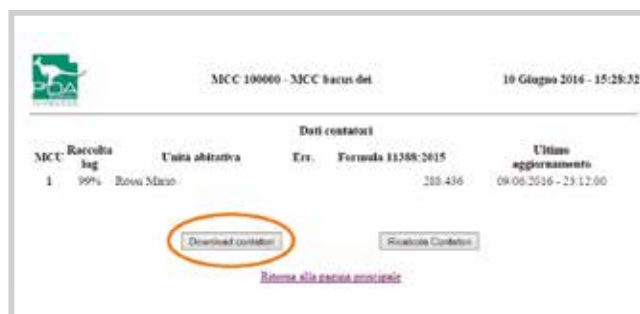 PDA
MCC 100000 - MCC bacus dei
10 Giugno 2016 - 15:28:32
Dati contatori
MCU Raccolta log Unità abitativa Err. Formula 11388:2015 Ultimo aggiornamento
1 99% Rossi Mario 288.436 09/06/2016 - 23:12:00
Download contatori Ricalcola Contatori
Ritorna alla pagina principale